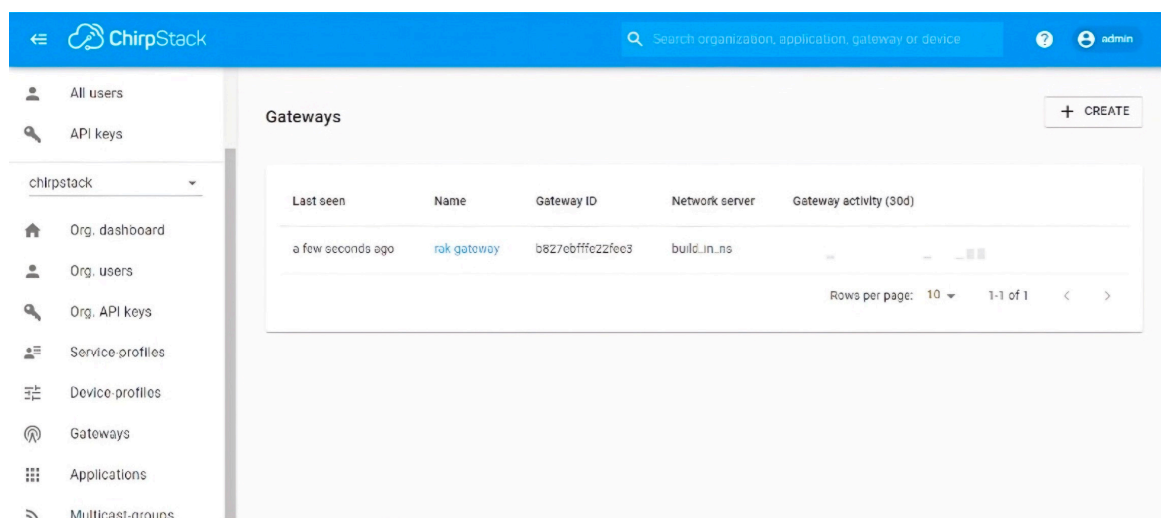 ChirpStack
Search organization, application, gateway or device
? admin
All users
API keys
chirpstack
Org. dashboard
Org. users
Org. API keys
Service-profiles
Device-profiles
Gateways
Applications
Multicast-groups
Gateways
+ CREATE
Last seen Name Gateway ID Network server Gateway activity (30d)
a few seconds ago rak gateway b827ebfffe22fee3 build_in_ns
Rows per page: 10 1-1 of 1 < >